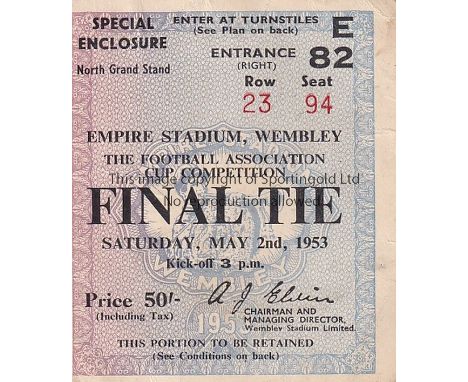 SPECIAL
ENCLOSURE
North Grand Stand
ENTER AT TURNSTILES
(See Plan on back)
E
ENTRANCE
(RIGHT)
82
Row
Seat
23
94
EMPIRE STADIUM, WEMBLEY
THE FOOTBALL ASSOCIATION
CUP COMPETITION
This image copyright of Sportingold Ltd
No reproduction allowed
FINAL TIE
SATURDAY, MAY 2nd, 1953
WEMBLEY
Kick-off 3 p.m.
Price 50/-
(Including Tax)
A J Elvin
CHAIRMAN AND
MANAGING DIRECTOR,
Wembley Stadium Limited.
1953
THIS PORTION TO BE RETAINED
(See Conditions on back)